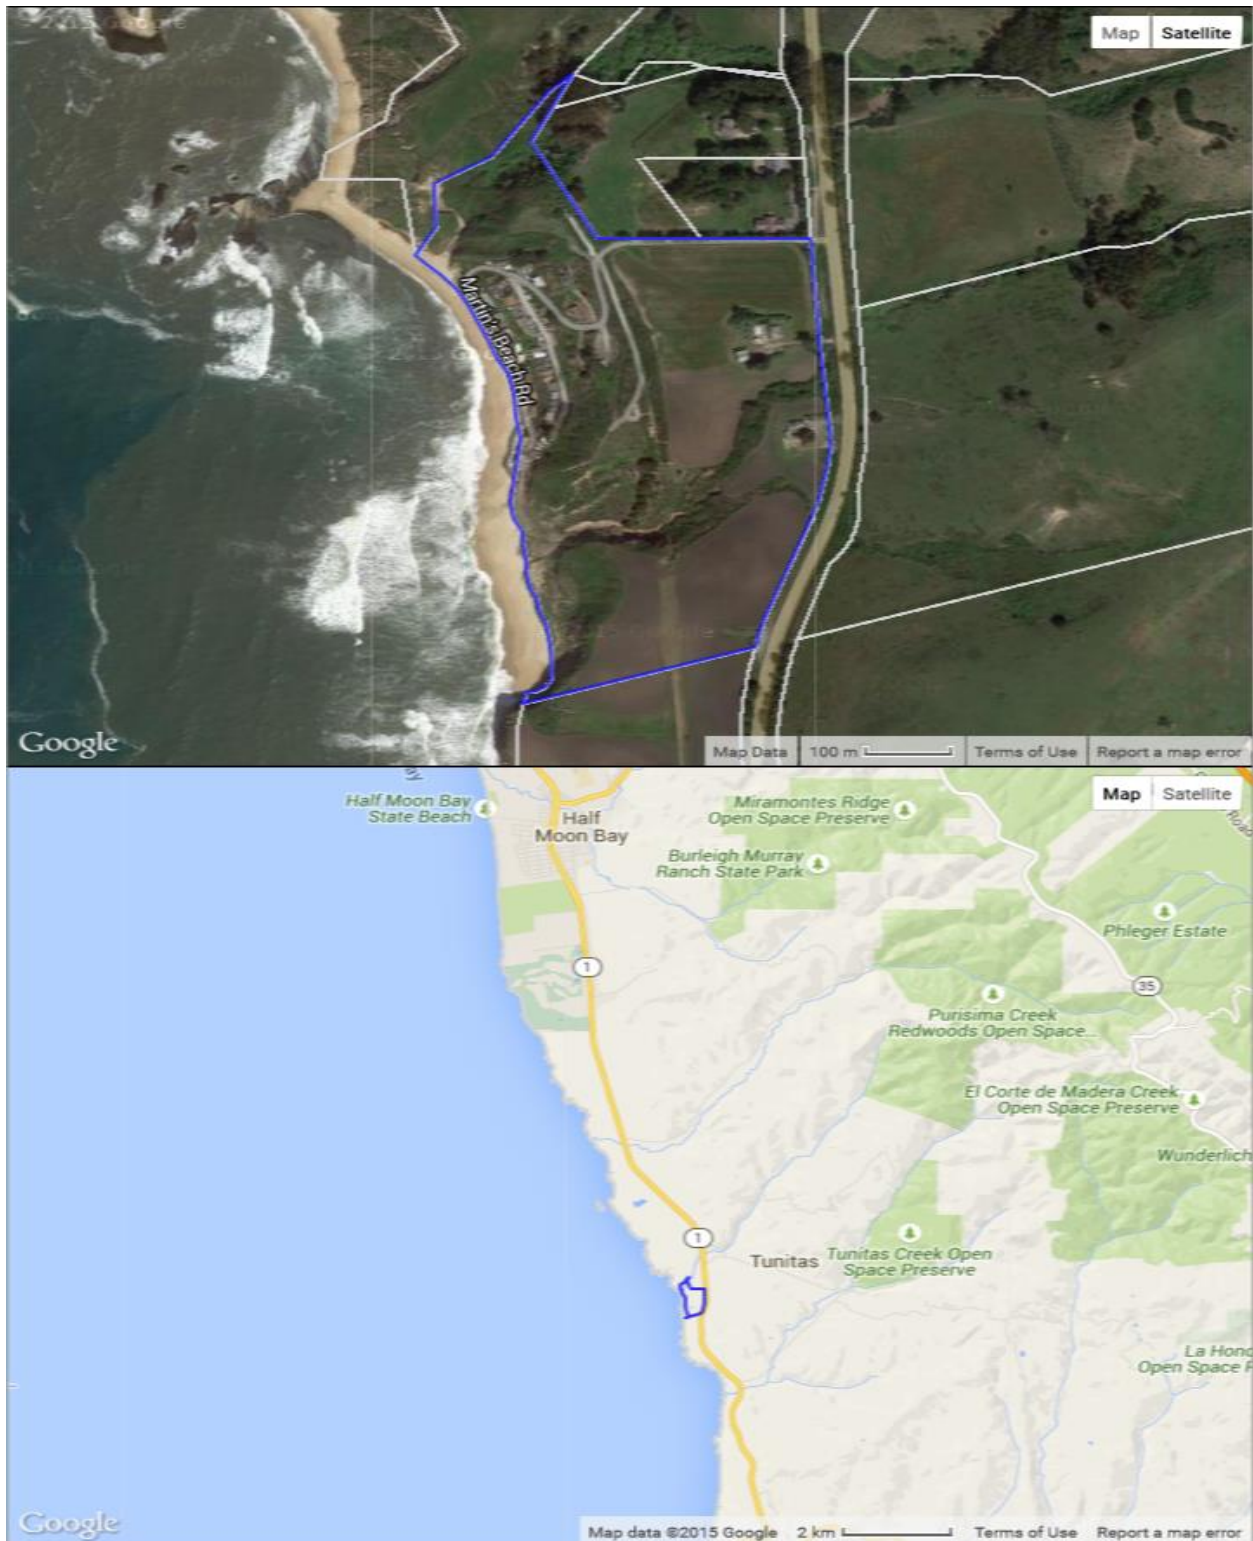 Map Satellite
Martin's Beach Rd
Google
Map Data 100 m Terms of Use Report a map error
ay
Map Satellite
Half Moon Bay
State Beach
Half
Moon Bay
Miramontes Ridge
Open Space Preserve
Burleigh Murray
Ranch State Park
Phleger Estate
1
35
Purisima Creek
Redwoods Open Space...
El Corte de Madera Creek
Open Space Preserve
Wunderlich
1
Tunitas
Tunitas Creek Open
Space Preserve
La Hond
Open Space P
Google
Map data ©2015 Google 2 km Terms of Use Report a map error